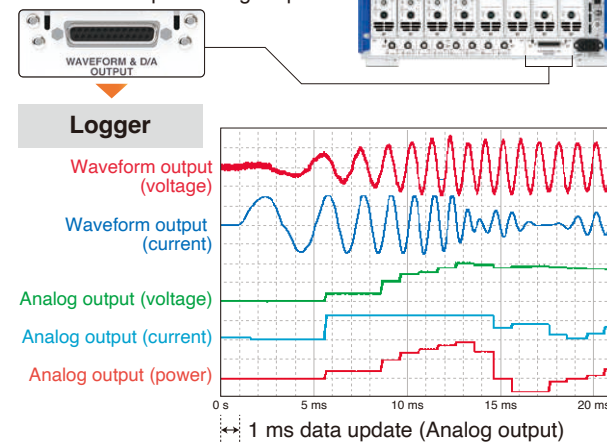 WAVEFORM & D/A
OUTPUT
Logger
Waveform output
(voltage)
Waveform output
(current)
Analog output (voltage)
Analog output (current)
Analog output (power)
0 s
5 ms
10 ms
15 ms
20 ms
1 ms data update (Analog output)